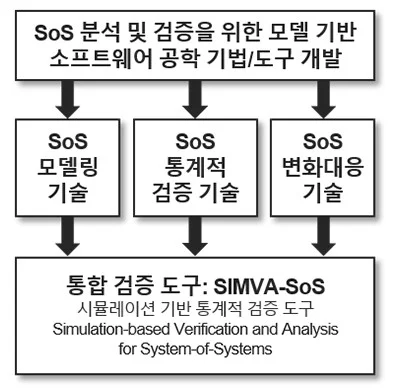 SoS 분석 및 검증을 위한 모델 기반
소프트웨어 공학 기법/도구 개발
SoS
모델링
기술
SoS
통계적
검증 기술
SoS
변화대응
기술
통합 검증 도구: SIMVA-SoS
시뮬레이션 기반 통계적 검증 도구
Simulation-based Verification and Analysis
for System-of-Systems